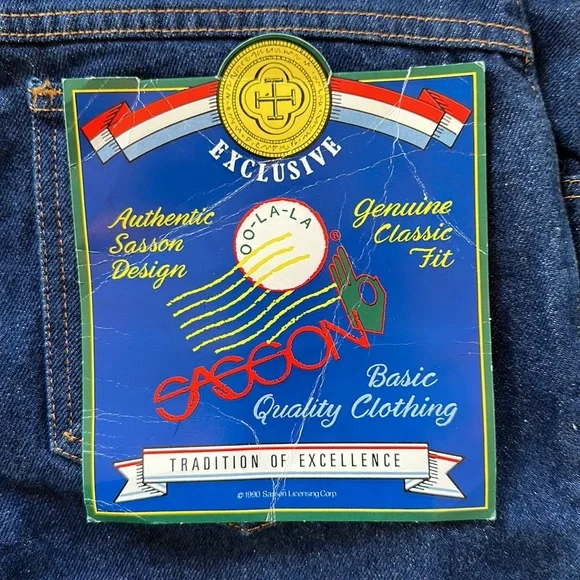 EXCLUSIVE
Authentic
Sasson
Design
OO-LA-LA
®
Genuine
Classic
Fit
SASSON
Basic
Quality Clothing
TRADITION OF EXCELLENCE
© 1990 Sasson Licensing Corp.